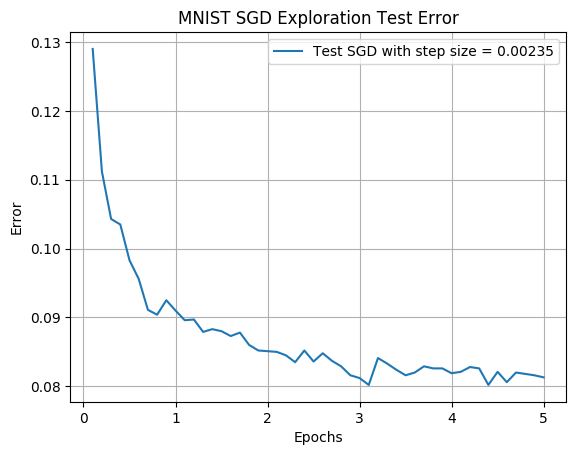 MNIST SGD Exploration Test Error
Test SGD with step size = 0.00235
Error
0.13
0.12
0.11
0.10
0.09
0.08
0 1 2 3 4 5
Epochs